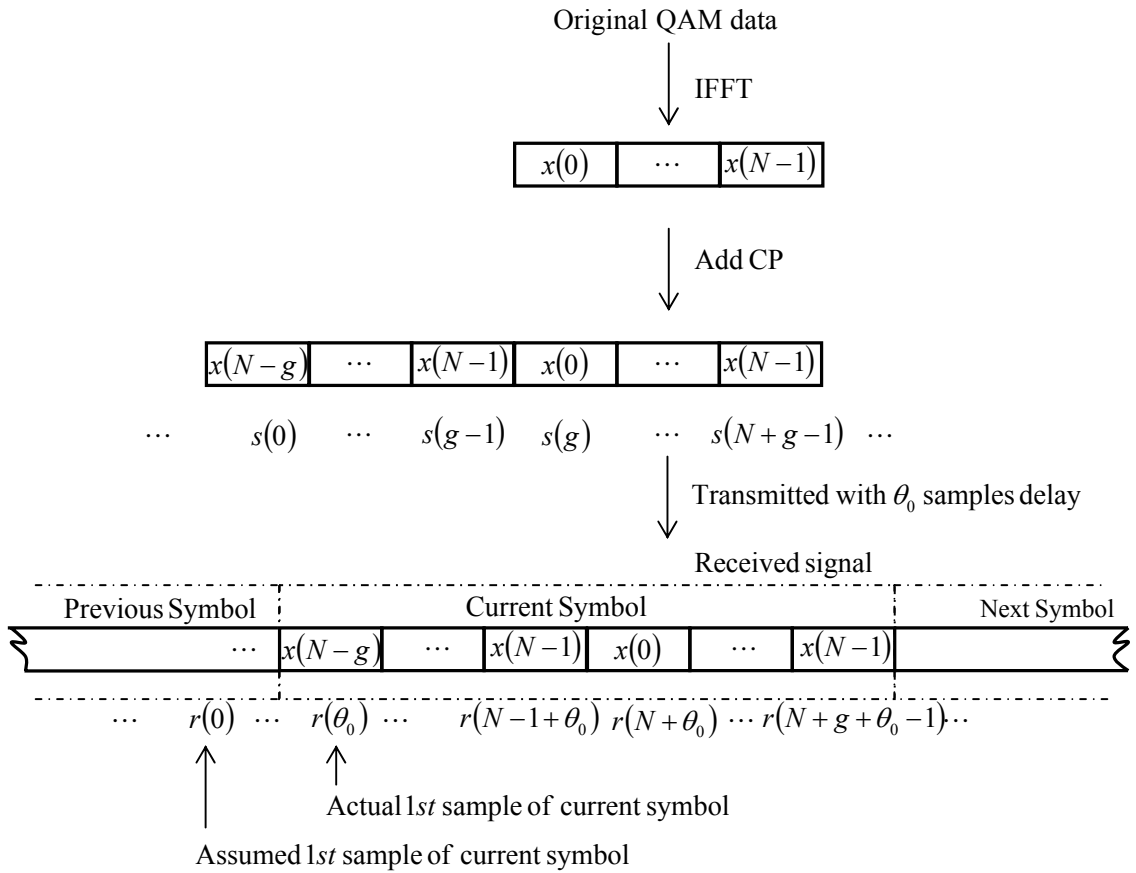 Original QAM data
IFFT
x(0) ⋯ x(N−1)
Add CP
x(N−g) ⋯ x(N−1) x(0) ⋯ x(N−1)
⋯ s(0) ⋯ s(g−1) s(g) ⋯ s(N+g−1) ⋯
Transmitted with θ₀ samples delay
Received signal
Previous Symbol Current Symbol Next Symbol
⋯ x(N−g) ⋯ x(N−1) x(0) ⋯ x(N−1)
⋯ r(0) ⋯ r(θ₀) ⋯ r(N−1+θ₀) r(N+θ₀) ⋯ r(N+g+θ₀−1)⋯
Actual 1st sample of current symbol
Assumed 1st sample of current symbol